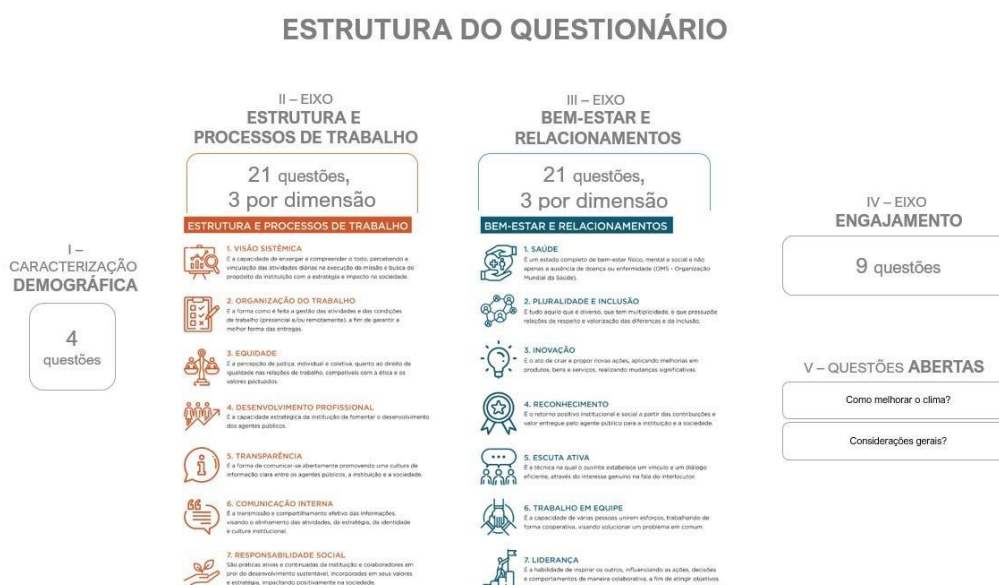 ESTRUTURA DO QUESTIONÁRIO
I –
CARACTERIZAÇÃO
DEMOGRÁFICA
4
questões
II – EIXO
ESTRUTURA E
PROCESSOS DE TRABALHO
21 questões,
3 por dimensão
ESTRUTURA E PROCESSOS DE TRABALHO
1. VISÃO SISTÊMICA
É a capacidade de enxergar e compreender o todo, percebendo a
vinculação das atividades diárias na execução da missão e busca do
propósito da instituição com a estratégia e impacto na sociedade.
2. ORGANIZAÇÃO DO TRABALHO
É a forma como é feita a gestão das atividades e das condições
de trabalho (presencial e/ou remotamente), a fim de garantir a
melhor forma das entregas.
3. EQUIDADE
É a percepção de justiça, individual e coletiva, quanto ao direito de
igualdade nas relações de trabalho, compatíveis com a ética e os
valores pactuados.
4. DESENVOLVIMENTO PROFISSIONAL
É a capacidade estratégica da instituição de fomentar o desenvolvimento
dos agentes públicos.
5. TRANSPARÊNCIA
É a forma de comunicar-se abertamente promovendo uma cultura de
informação clara entre os agentes públicos, a instituição e a sociedade.
6. COMUNICAÇÃO INTERNA
É a transmissão e compartilhamento efetivo das informações,
visando o alinhamento das atividades, da estratégia, da identidade
e cultura institucional.
7. RESPONSABILIDADE SOCIAL
São práticas ativas e continuadas da instituição e colaboradores em
prol do desenvolvimento sustentável, incorporadas em seus valores
e estratégia, impactando positivamente na sociedade.
III – EIXO
BEM-ESTAR E
RELACIONAMENTOS
21 questões,
3 por dimensão
BEM-ESTAR E RELACIONAMENTOS
1. SAÚDE
É um estado completo de bem-estar físico, mental e social e não
apenas a ausência de doença ou enfermidade (OMS - Organização
Mundial da Saúde).
2. PLURALIDADE E INCLUSÃO
É tudo aquilo que é diverso, que tem multiplicidade, e que pressupõe
relações de respeito e valorização das diferenças e da inclusão.
3. INOVAÇÃO
É o ato de criar e propor novas ações, aplicando melhorias em
produtos, bens e serviços, realizando mudanças significativas.
4. RECONHECIMENTO
É o retorno positivo institucional e social a partir das contribuições e
valor entregue pelo agente público para a instituição e a sociedade.
5. ESCUTA ATIVA
É a técnica na qual o ouvinte estabelece um vínculo e um diálogo
eficiente, através do interesse genuíno na fala do interlocutor.
6. TRABALHO EM EQUIPE
É a capacidade de várias pessoas unirem esforços, trabalhando de
forma cooperativa, visando solucionar um problema em comum.
7. LIDERANÇA
É a habilidade de inspirar os outros, influenciando as ações, decisões
e comportamentos de maneira colaborativa, a fim de atingir objetivos
IV – EIXO
ENGAJAMENTO
9 questões
V – QUESTÕES ABERTAS
Como melhorar o clima?
Considerações gerais?